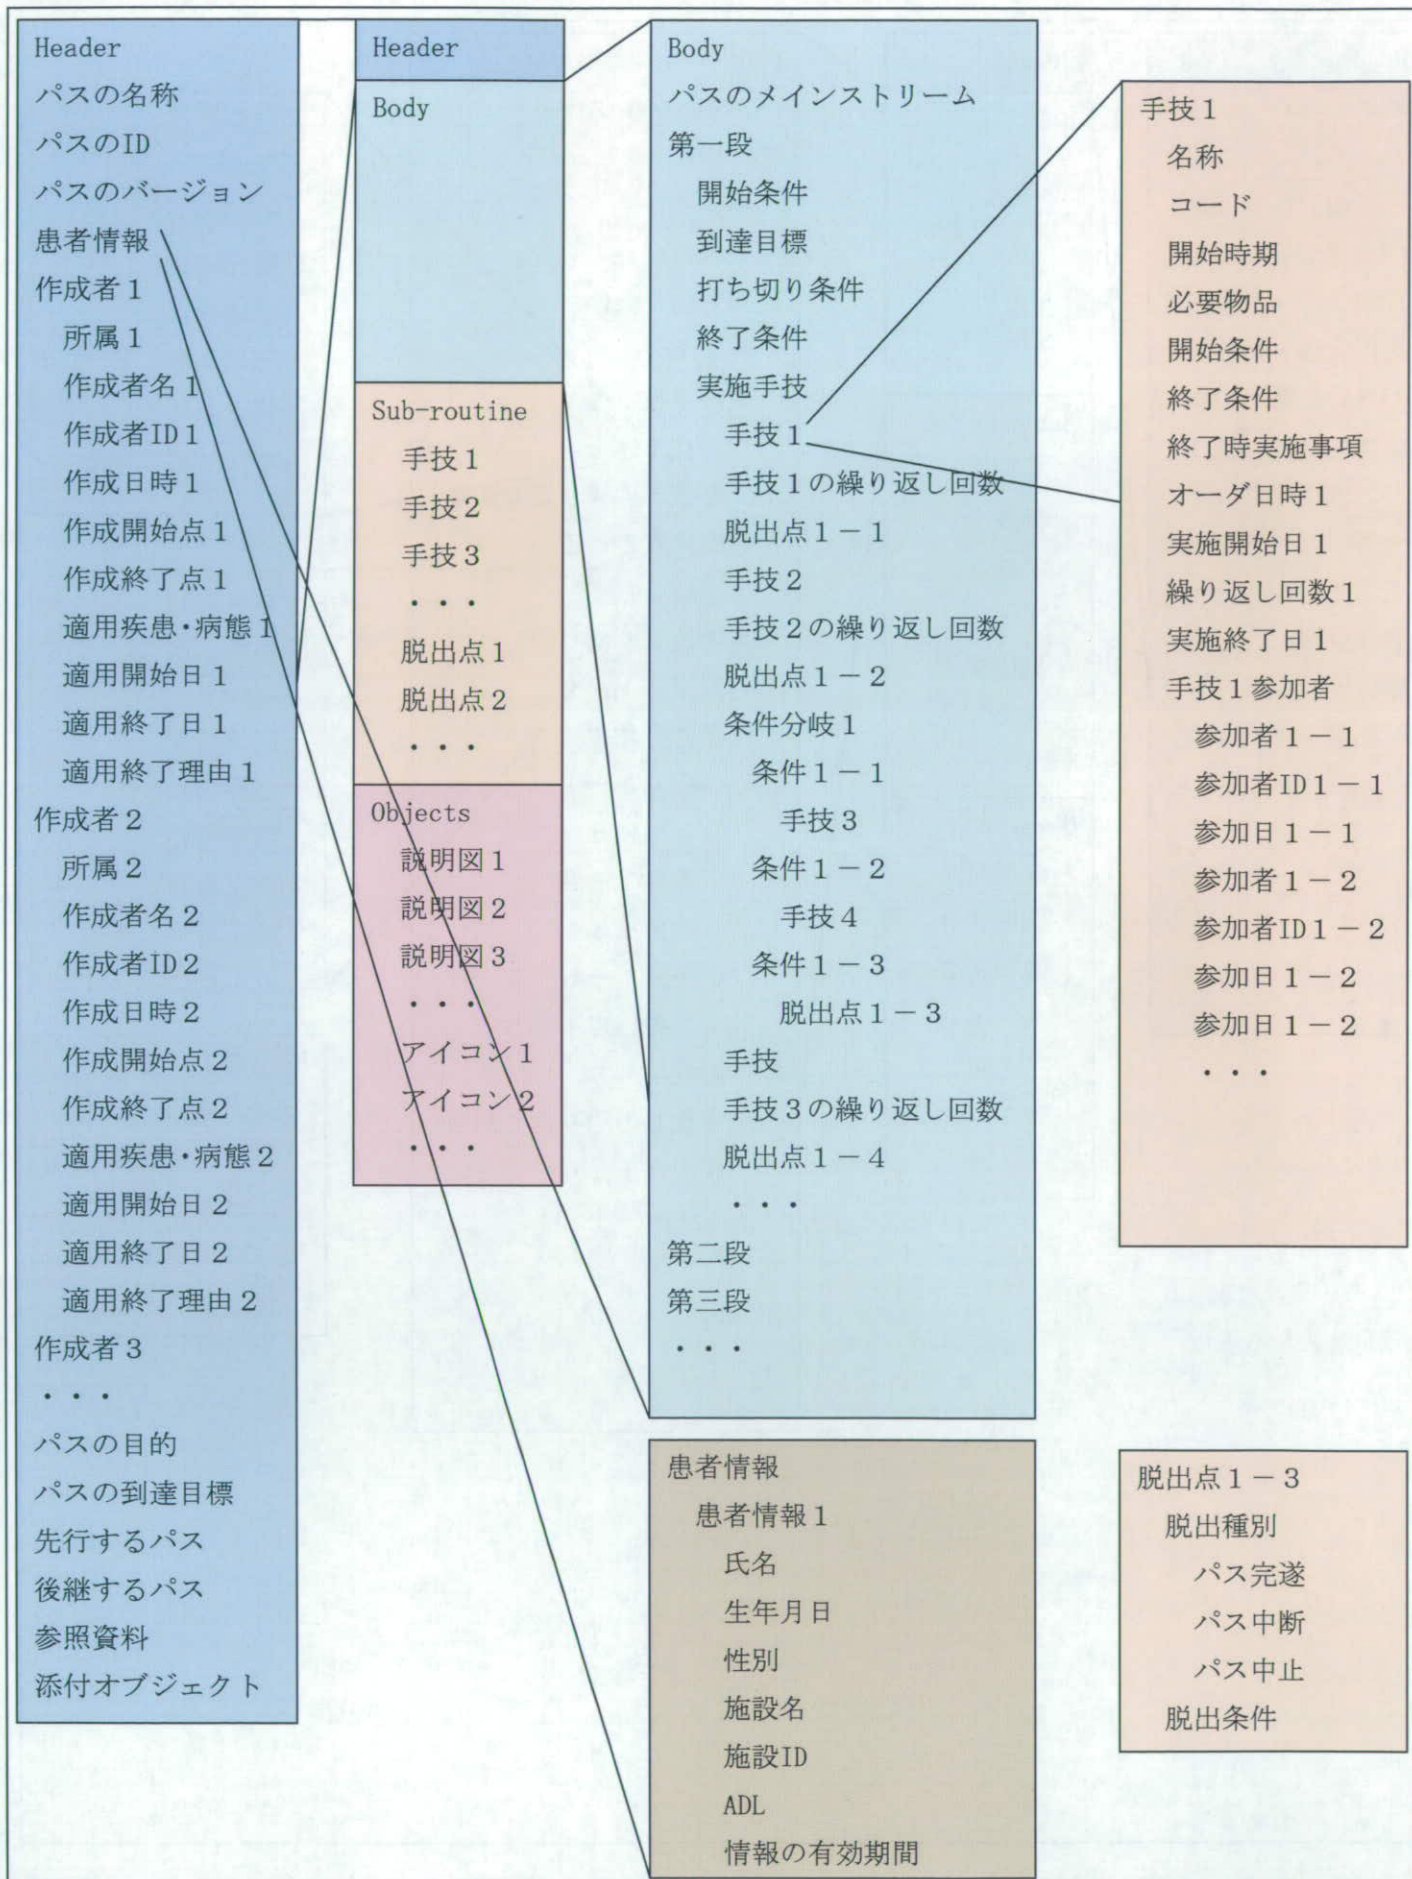 Header
パスの名称
パスのID
パスのバージョン
患者情報
作成者1
所属1
作成者名1
作成者ID1
作成日時1
作成開始点1
作成終了点1
適用疾患・病態1
適用開始日1
適用終了日1
適用終了理由1
作成者2
所属2
作成者名2
作成者ID2
作成日時2
作成開始点2
作成終了点2
適用疾患・病態2
適用開始日2
適用終了日2
適用終了理由2
作成者3
・・・
パスの目的
パスの到達目標
先行するパス
後継するパス
参照資料
添付オブジェクト
Header
Body
Sub-routine
手技1
手技2
手技3
・・・
脱出点1
脱出点2
・・・
Objects
説明図1
説明図2
説明図3
・・・
アイコン1
アイコン2
・・・
Body
パスのメインストリーム
第一段
開始条件
到達目標
打ち切り条件
終了条件
実施手技
手技1
手技1の繰り返し回数
脱出点1-1
手技2
手技2の繰り返し回数
脱出点1-2
条件分岐1
条件1-1
手技3
条件1-2
手技4
条件1-3
脱出点1-3
手技
手技3の繰り返し回数
脱出点1-4
・・・
第二段
第三段
・・・
患者情報
患者情報1
氏名
生年月日
性別
施設名
施設ID
ADL
情報の有効期間
手技1
名称
コード
開始時期
必要物品
開始条件
終了条件
終了時実施事項
オーダ日時1
実施開始日1
繰り返し回数1
実施終了日1
手技1参加者
参加者1-1
参加者ID1-1
参加日1-1
参加者1-2
参加者ID1-2
参加日1-2
参加日1-2
・・・
脱出点1-3
脱出種別
パス完遂
パス中断
パス中止
脱出条件